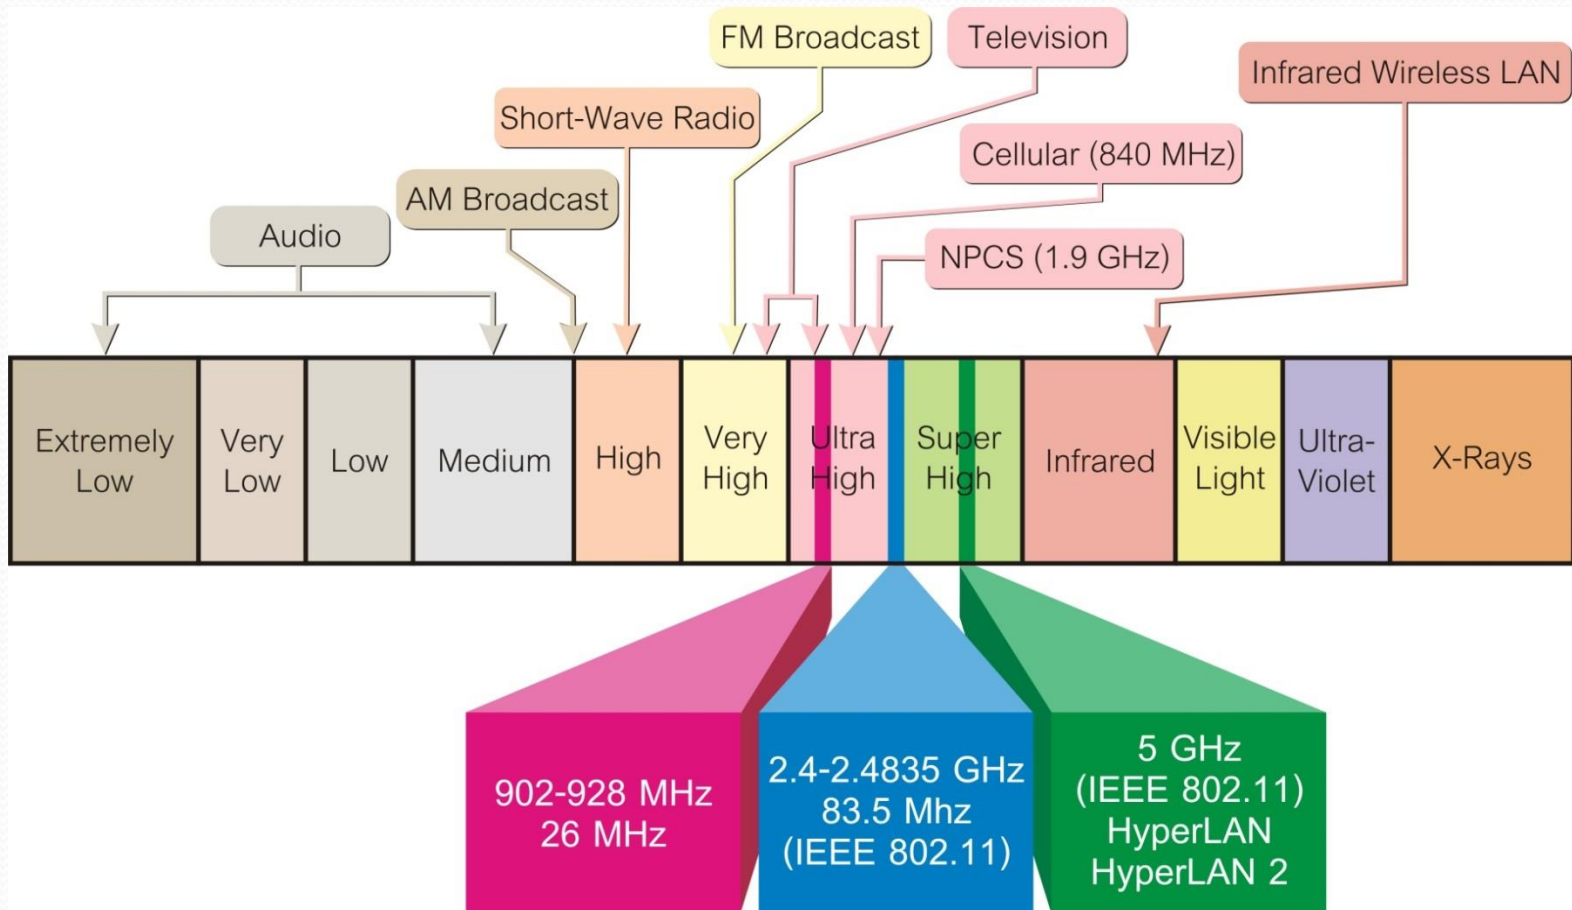 FM Broadcast
Television
Infrared Wireless LAN
Short-Wave Radio
Cellular (840 MHz)
AM Broadcast
Audio
NPCS (1.9 GHz)
Extremely
Low
Very
Low
Low
Medium
High
Very
High
Ultra
High
Super
High
Infrared
Visible
Light
Ultra-
Violet
X-Rays
902-928 MHz
26 MHz
2.4-2.4835 GHz
83.5 Mhz
(IEEE 802.11)
5 GHz
(IEEE 802.11)
HyperLAN
HyperLAN 2